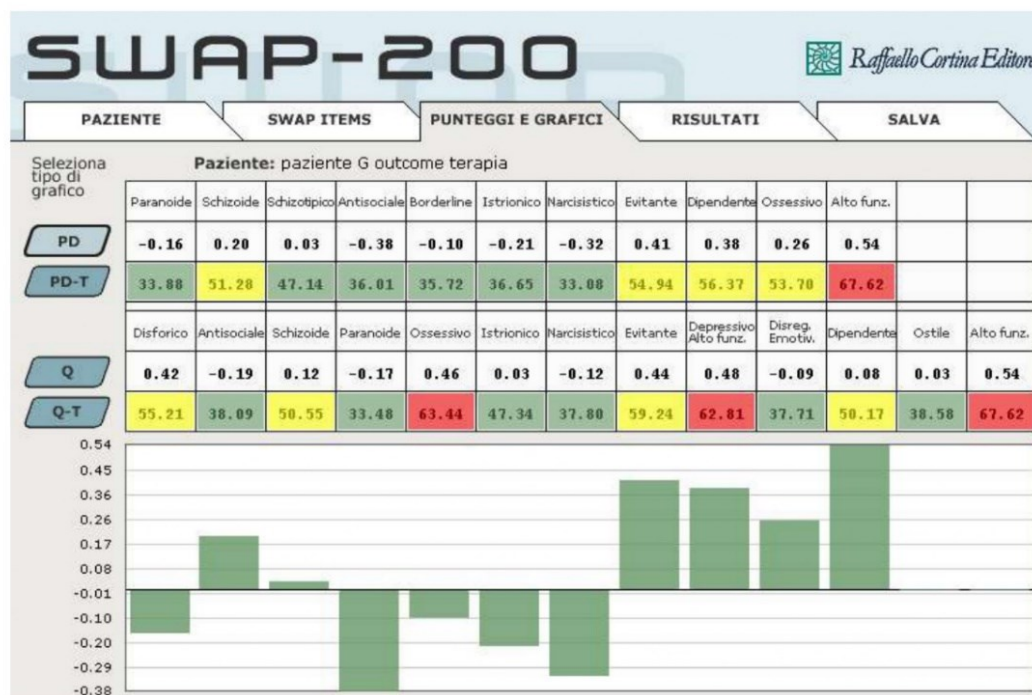 SWAP-200
Raffaello Cortina Editore
PAZIENTE SWAP ITEMS PUNTEGGI E GRAFICI RISULTATI SALVA
Seleziona tipo di grafico
Paziente: paziente G outcome terapia
Paranoide Schizoide Schizotipico Antisociale Borderline Istrionico Narcisistico Evitante Dipendente Ossessivo Alto funz.
PD -0.16 0.20 0.03 -0.38 -0.10 -0.21 -0.32 0.41 0.38 0.26 0.54
PD-T 33.88 51.28 47.14 36.01 35.72 36.65 33.08 54.94 56.37 53.70 67.62
Disforico Antisociale Schizoide Paranoide Ossessivo Istrionico Narcisistico Evitante Depressivo Alto funz. Disreg. Emotiv. Dipendente Ostile Alto funz.
Q 0.42 -0.19 0.12 -0.17 0.46 0.03 -0.12 0.44 0.48 -0.09 0.08 0.03 0.54
Q-T 55.21 38.09 50.55 33.48 63.44 47.34 37.80 59.24 62.81 37.71 50.17 38.58 67.62
0.54
0.45
0.36
0.26
0.17
0.08
-0.01
-0.10
-0.20
-0.29
-0.38